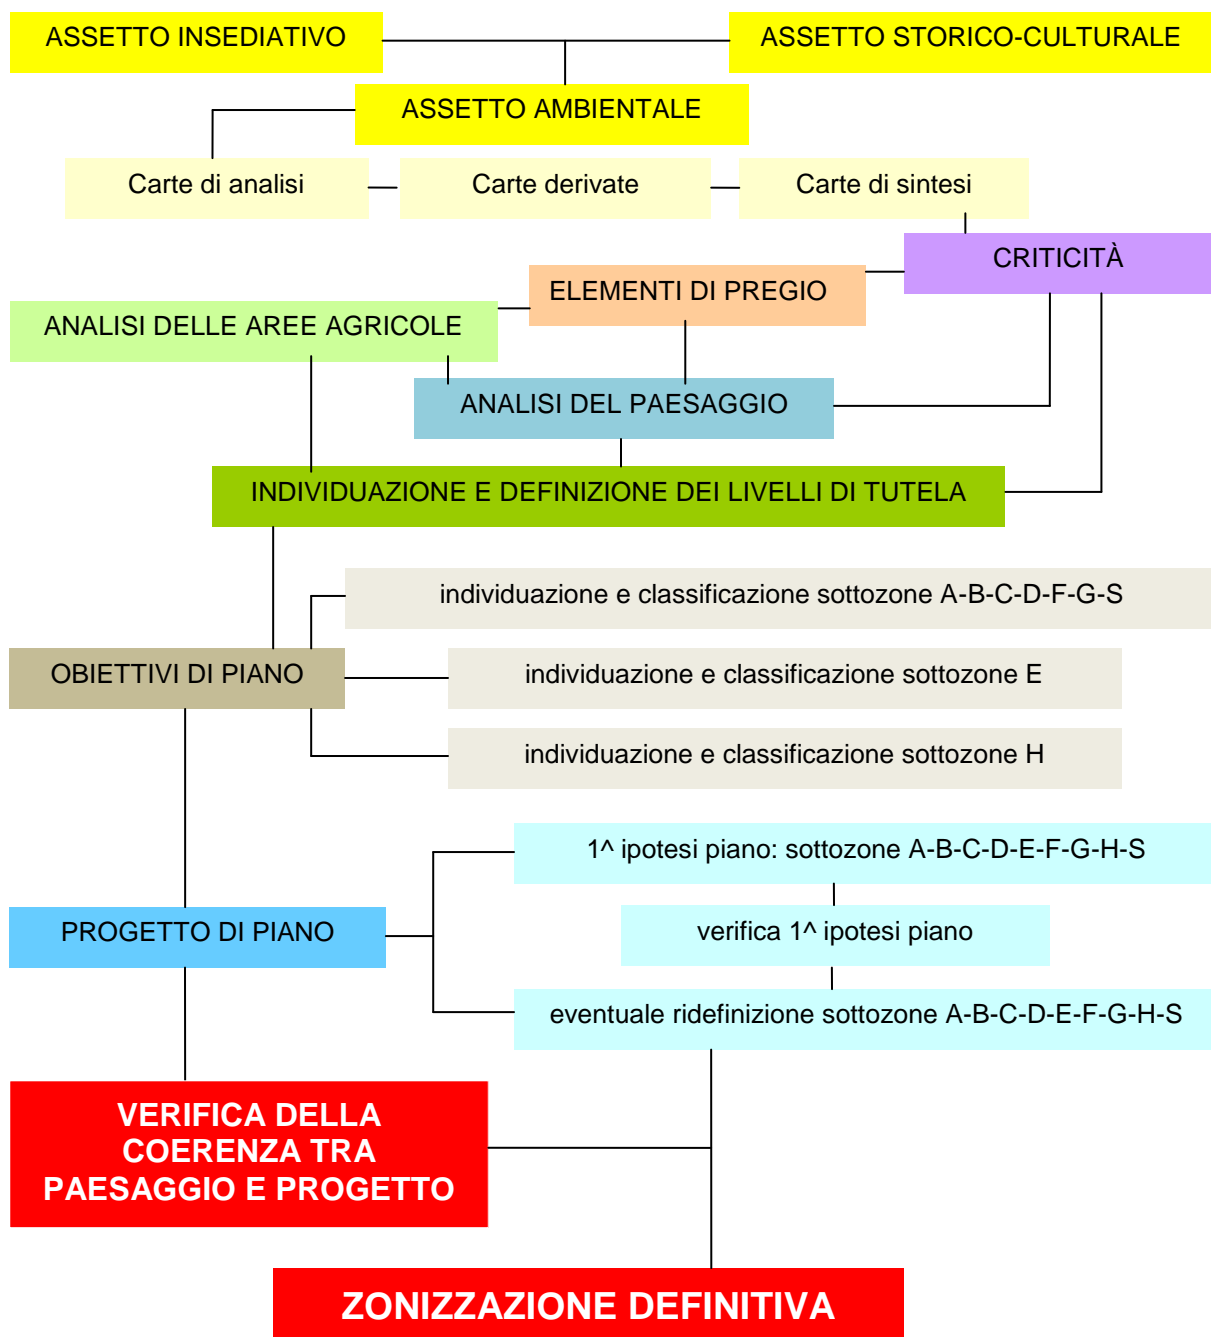 ASSETTO INSEDIATIVO
ASSETTO STORICO-CULTURALE
ASSETTO AMBIENTALE
Carte di analisi
Carte derivate
Carte di sintesi
CRITICITÀ
ELEMENTI DI PREGIO
ANALISI DELLE AREE AGRICOLE
ANALISI DEL PAESAGGIO
INDIVIDUAZIONE E DEFINIZIONE DEI LIVELLI DI TUTELA
individuazione e classificazione sottozone A-B-C-D-F-G-S
OBIETTIVI DI PIANO
individuazione e classificazione sottozone E
individuazione e classificazione sottozone H
1^ ipotesi piano: sottozone A-B-C-D-E-F-G-H-S
PROGETTO DI PIANO
verifica 1^ ipotesi piano
eventuale ridefinizione sottozone A-B-C-D-E-F-G-H-S
VERIFICA DELLA
COERENZA TRA
PAESAGGIO E PROGETTO
ZONIZZAZIONE DEFINITIVA